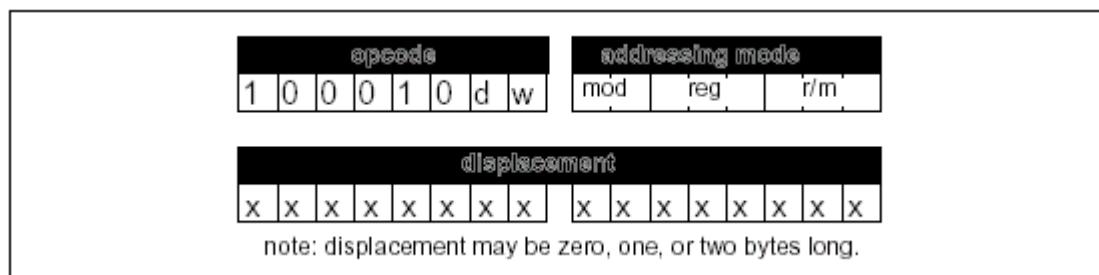 opcode addressing mode
1 0 0 0 1 0 d w mod reg r/m
displacement
x x x x x x x x x x x x x x x x
note: displacement may be zero, one, or two bytes long.